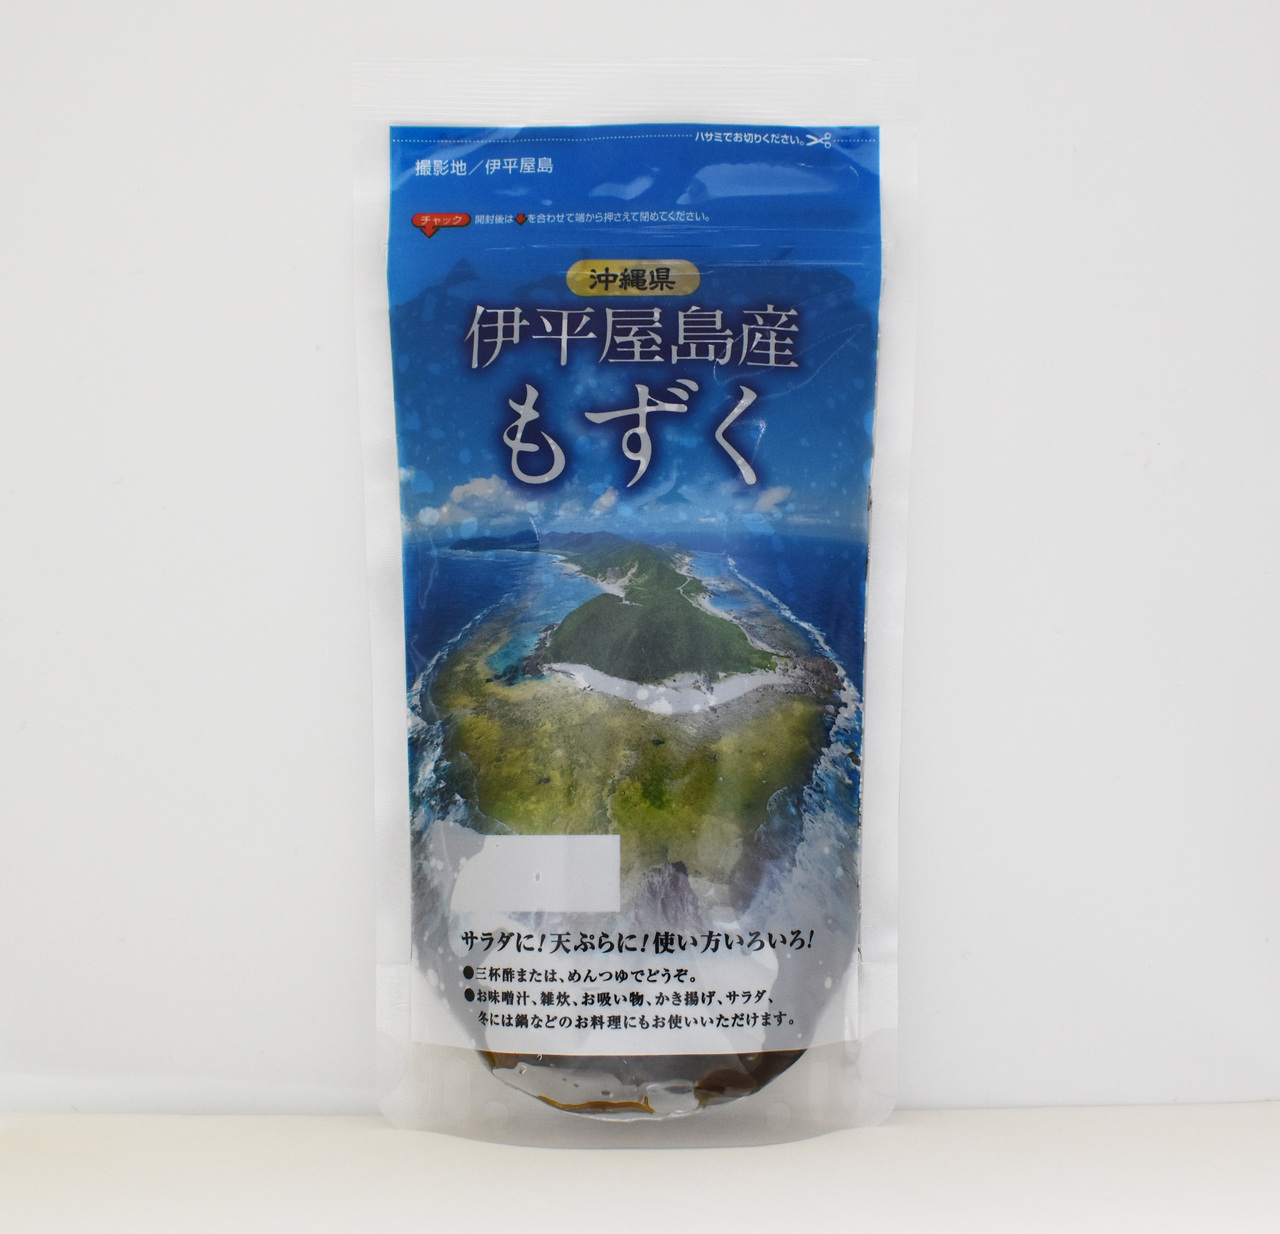 ハサミでお切りください。
撮影地／伊平屋島
チャック 開封後は を合わせて端から押さえて閉めてください。
沖縄県
伊平屋島産
もずく
サラダに!天ぷらに!使い方いろいろ!
●三杯酢または、めんつゆでどうぞ。
●お味噌汁、雑炊、お吸い物、かき揚げ、サラダ、
冬には鍋などのお料理にもお使いいただけます。